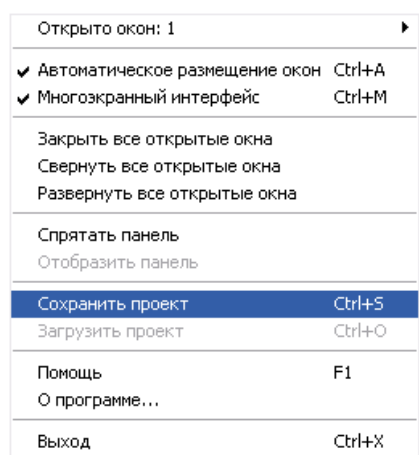 Открыто окон: 1
Автоматическое размещение окон Ctrl+A
Многоэкранный интерфейс Ctrl+M
Закрыть все открытые окна
Свернуть все открытые окна
Развернуть все открытые окна
Спрятать панель
Отобразить панель
Сохранить проект Ctrl+S
Загрузить проект Ctrl+O
Помощь F1
О программе...
Выход Ctrl+X